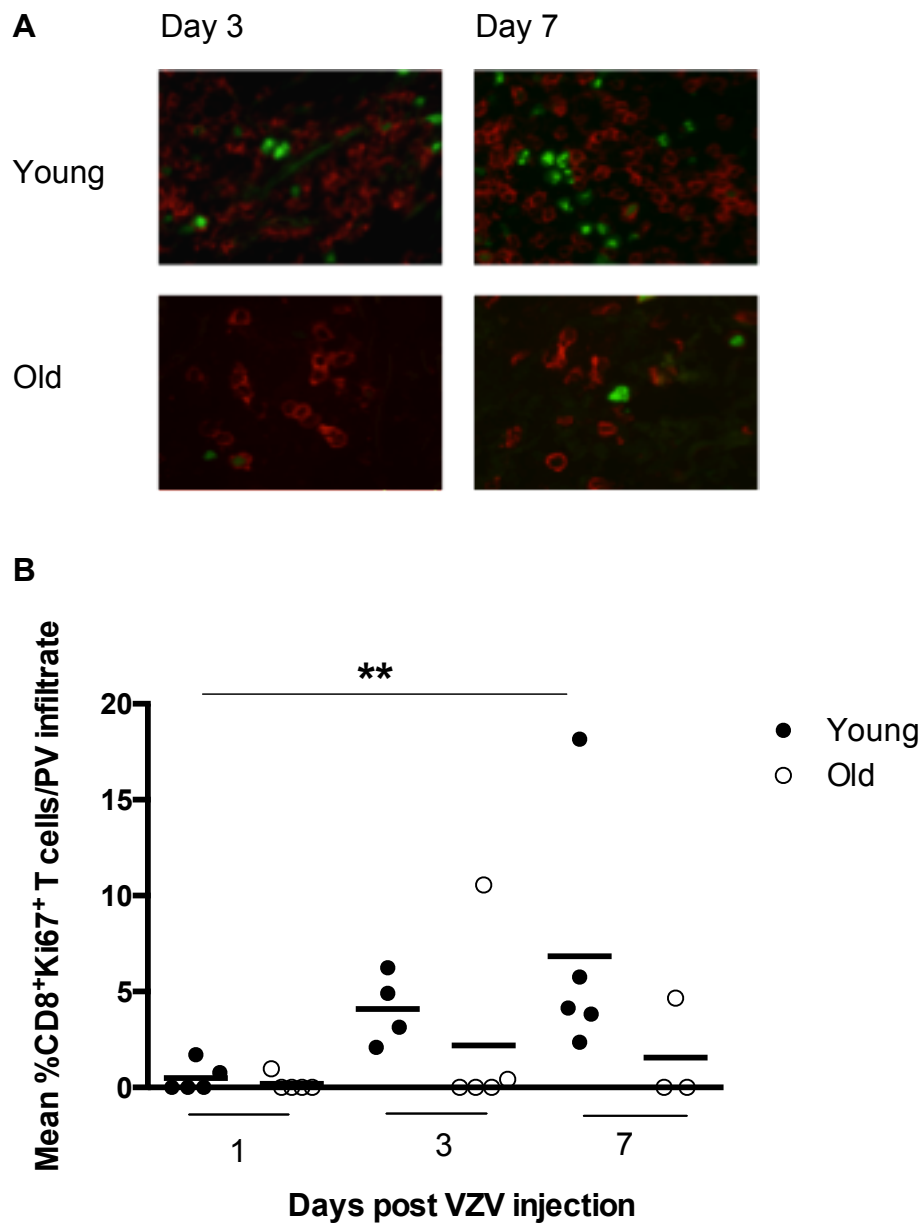 A Day 3 Day 7
Young
Old
B
**
Mean %CD8⁺Ki67⁺ T cells/PV infiltrate
20
15
10
5
0
Young
Old
1 3 7
Days post VZV injection